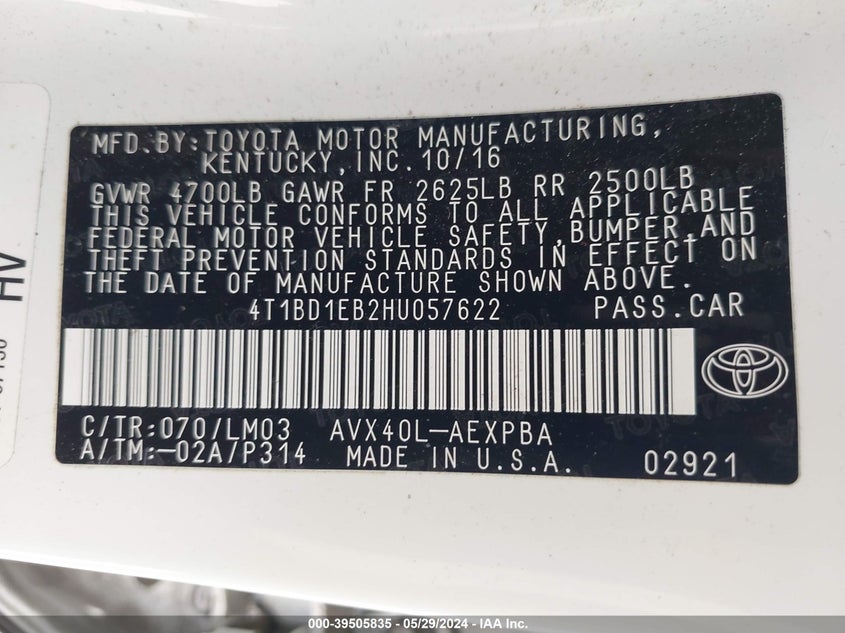 MFD.BY:TOYOTA MOTOR MANUFACTURING,
KENTUCKY,INC.10/16
GVWR 4700LB GAWR FR 2625LB RR 2500LB
THIS VEHICLE CONFORMS TO ALL APPLICABLE
FEDERAL MOTOR VEHICLE SAFETY,BUMPER,AND
THEFT PREVENTION STANDARDS IN EFFECT ON
THE DATE OF MANUFACTURE SHOWN ABOVE.
4T1BD1EB2HU057622 PASS.CAR
C/TR:070/LM03 AVX40L-AEXPBA
A/TM:-02A/P314 MADE IN U.S.A. 02921
HV
000-39505835 - 05/29/2024 - IAA Inc.